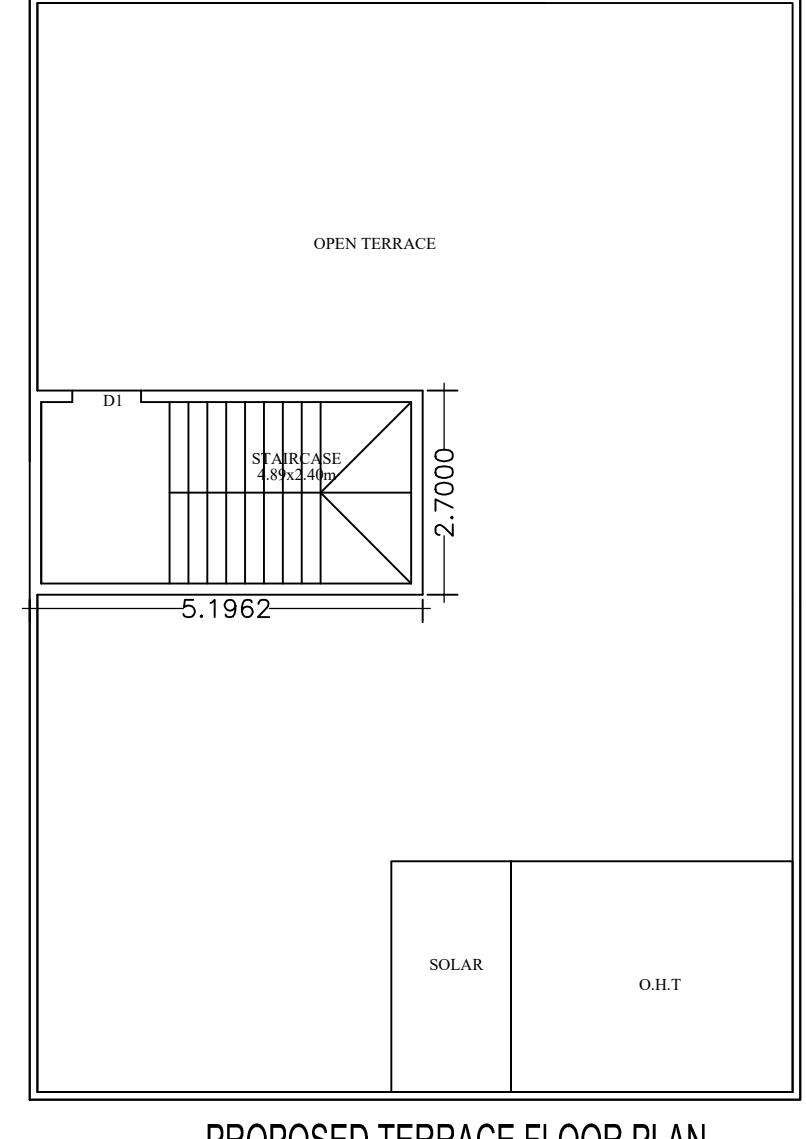 OPEN TERRACE
D1
STAIRCASE
4.89x2.40m
2.7000
5.1962
SOLAR
O.H.T
PROPOSED TERRACE FLOOR PLAN